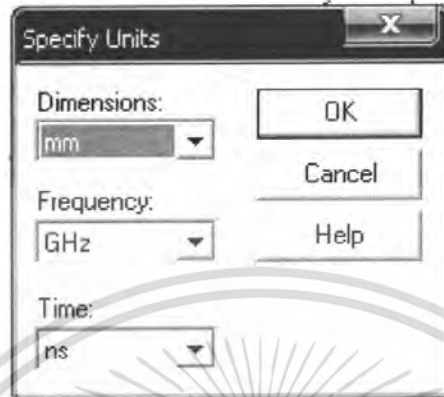 Specify Units
X
Dimensions:
mm
OK
Cancel
Frequency:
GHz
Help
Time:
ns